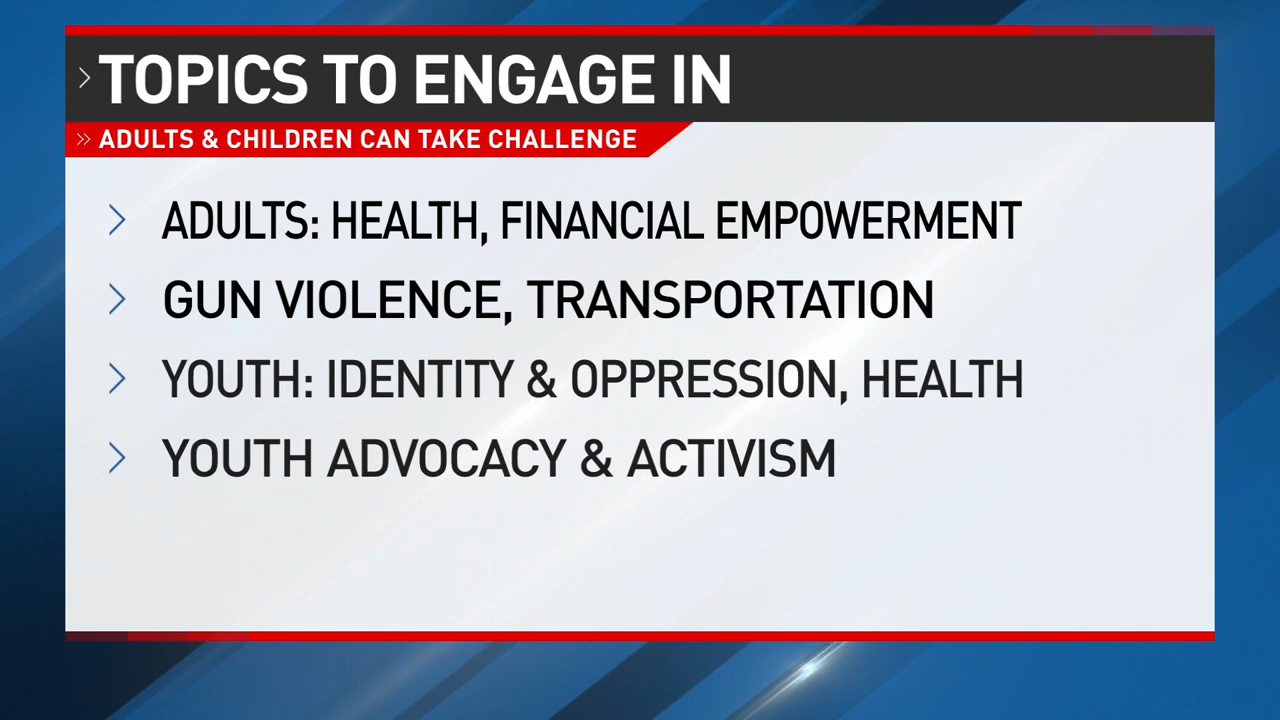 TOPICS TO ENGAGE IN
ADULTS & CHILDREN CAN TAKE CHALLENGE
ADULTS: HEALTH, FINANCIAL EMPOWERMENT
GUN VIOLENCE, TRANSPORTATION
YOUTH: IDENTITY & OPPRESSION, HEALTH
YOUTH ADVOCACY & ACTIVISM